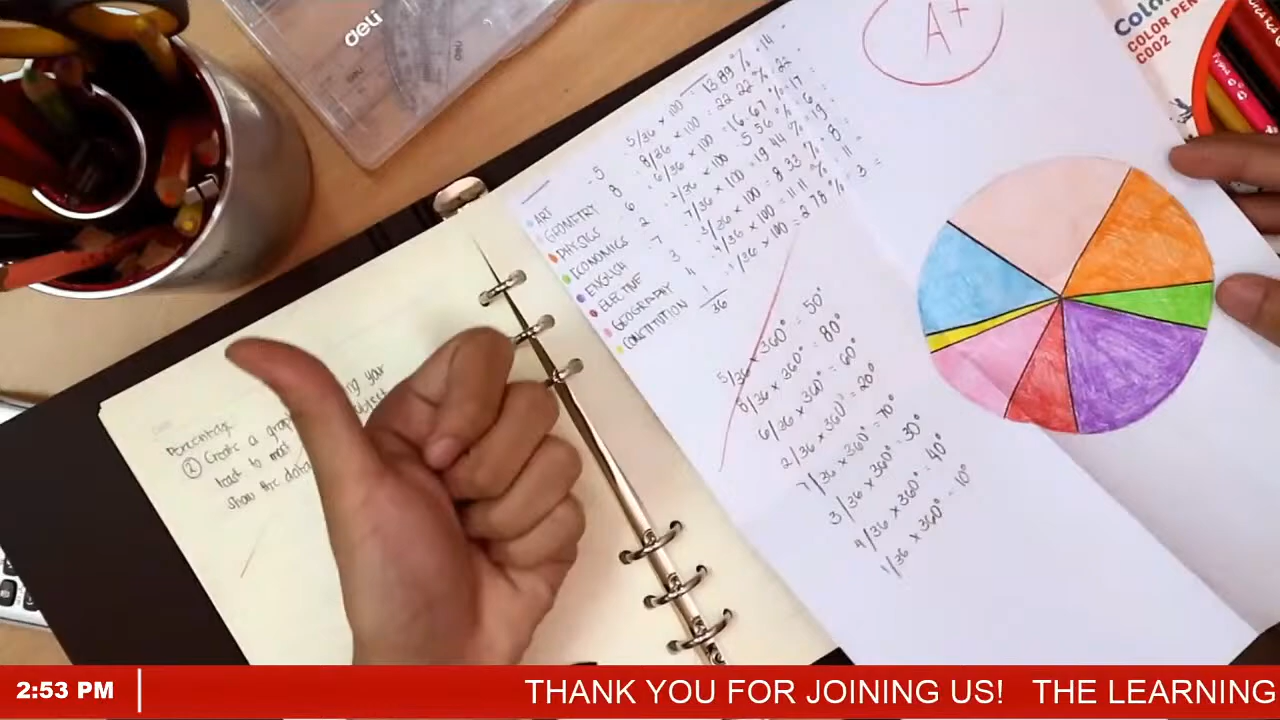 deli
A+
Color
COLOR PEN
C002
ART 5 5/36 × 100 = 13.89 % = 14
GEOMETRY 8 8/36 × 100 = 22.22 % = 22
PHYSICS 6 6/36 × 100 = 16.67 % = 17
ECONOMICS 2 2/36 × 100 = 5.56 % = 6
ENGLISH 7 7/36 × 100 = 19.44 % = 19
ELECTIVE 3 3/36 × 100 = 8.33 % = 8
GEOGRAPHY 4 4/36 × 100 = 11.11 % = 11
CONSTITUTION 1 1/36 × 100 = 2.78 % = 3
36
5/36 × 360° = 50°
8/36 × 360° = 80°
6/36 × 360° = 60°
2/36 × 360° = 20°
7/36 × 360° = 70°
3/36 × 360° = 30°
4/36 × 360° = 40°
1/36 × 360° = 10°
your
percentage
② Create a
least to most
show the data
2:53 PM
THANK YOU FOR JOINING US! THE LEARNING